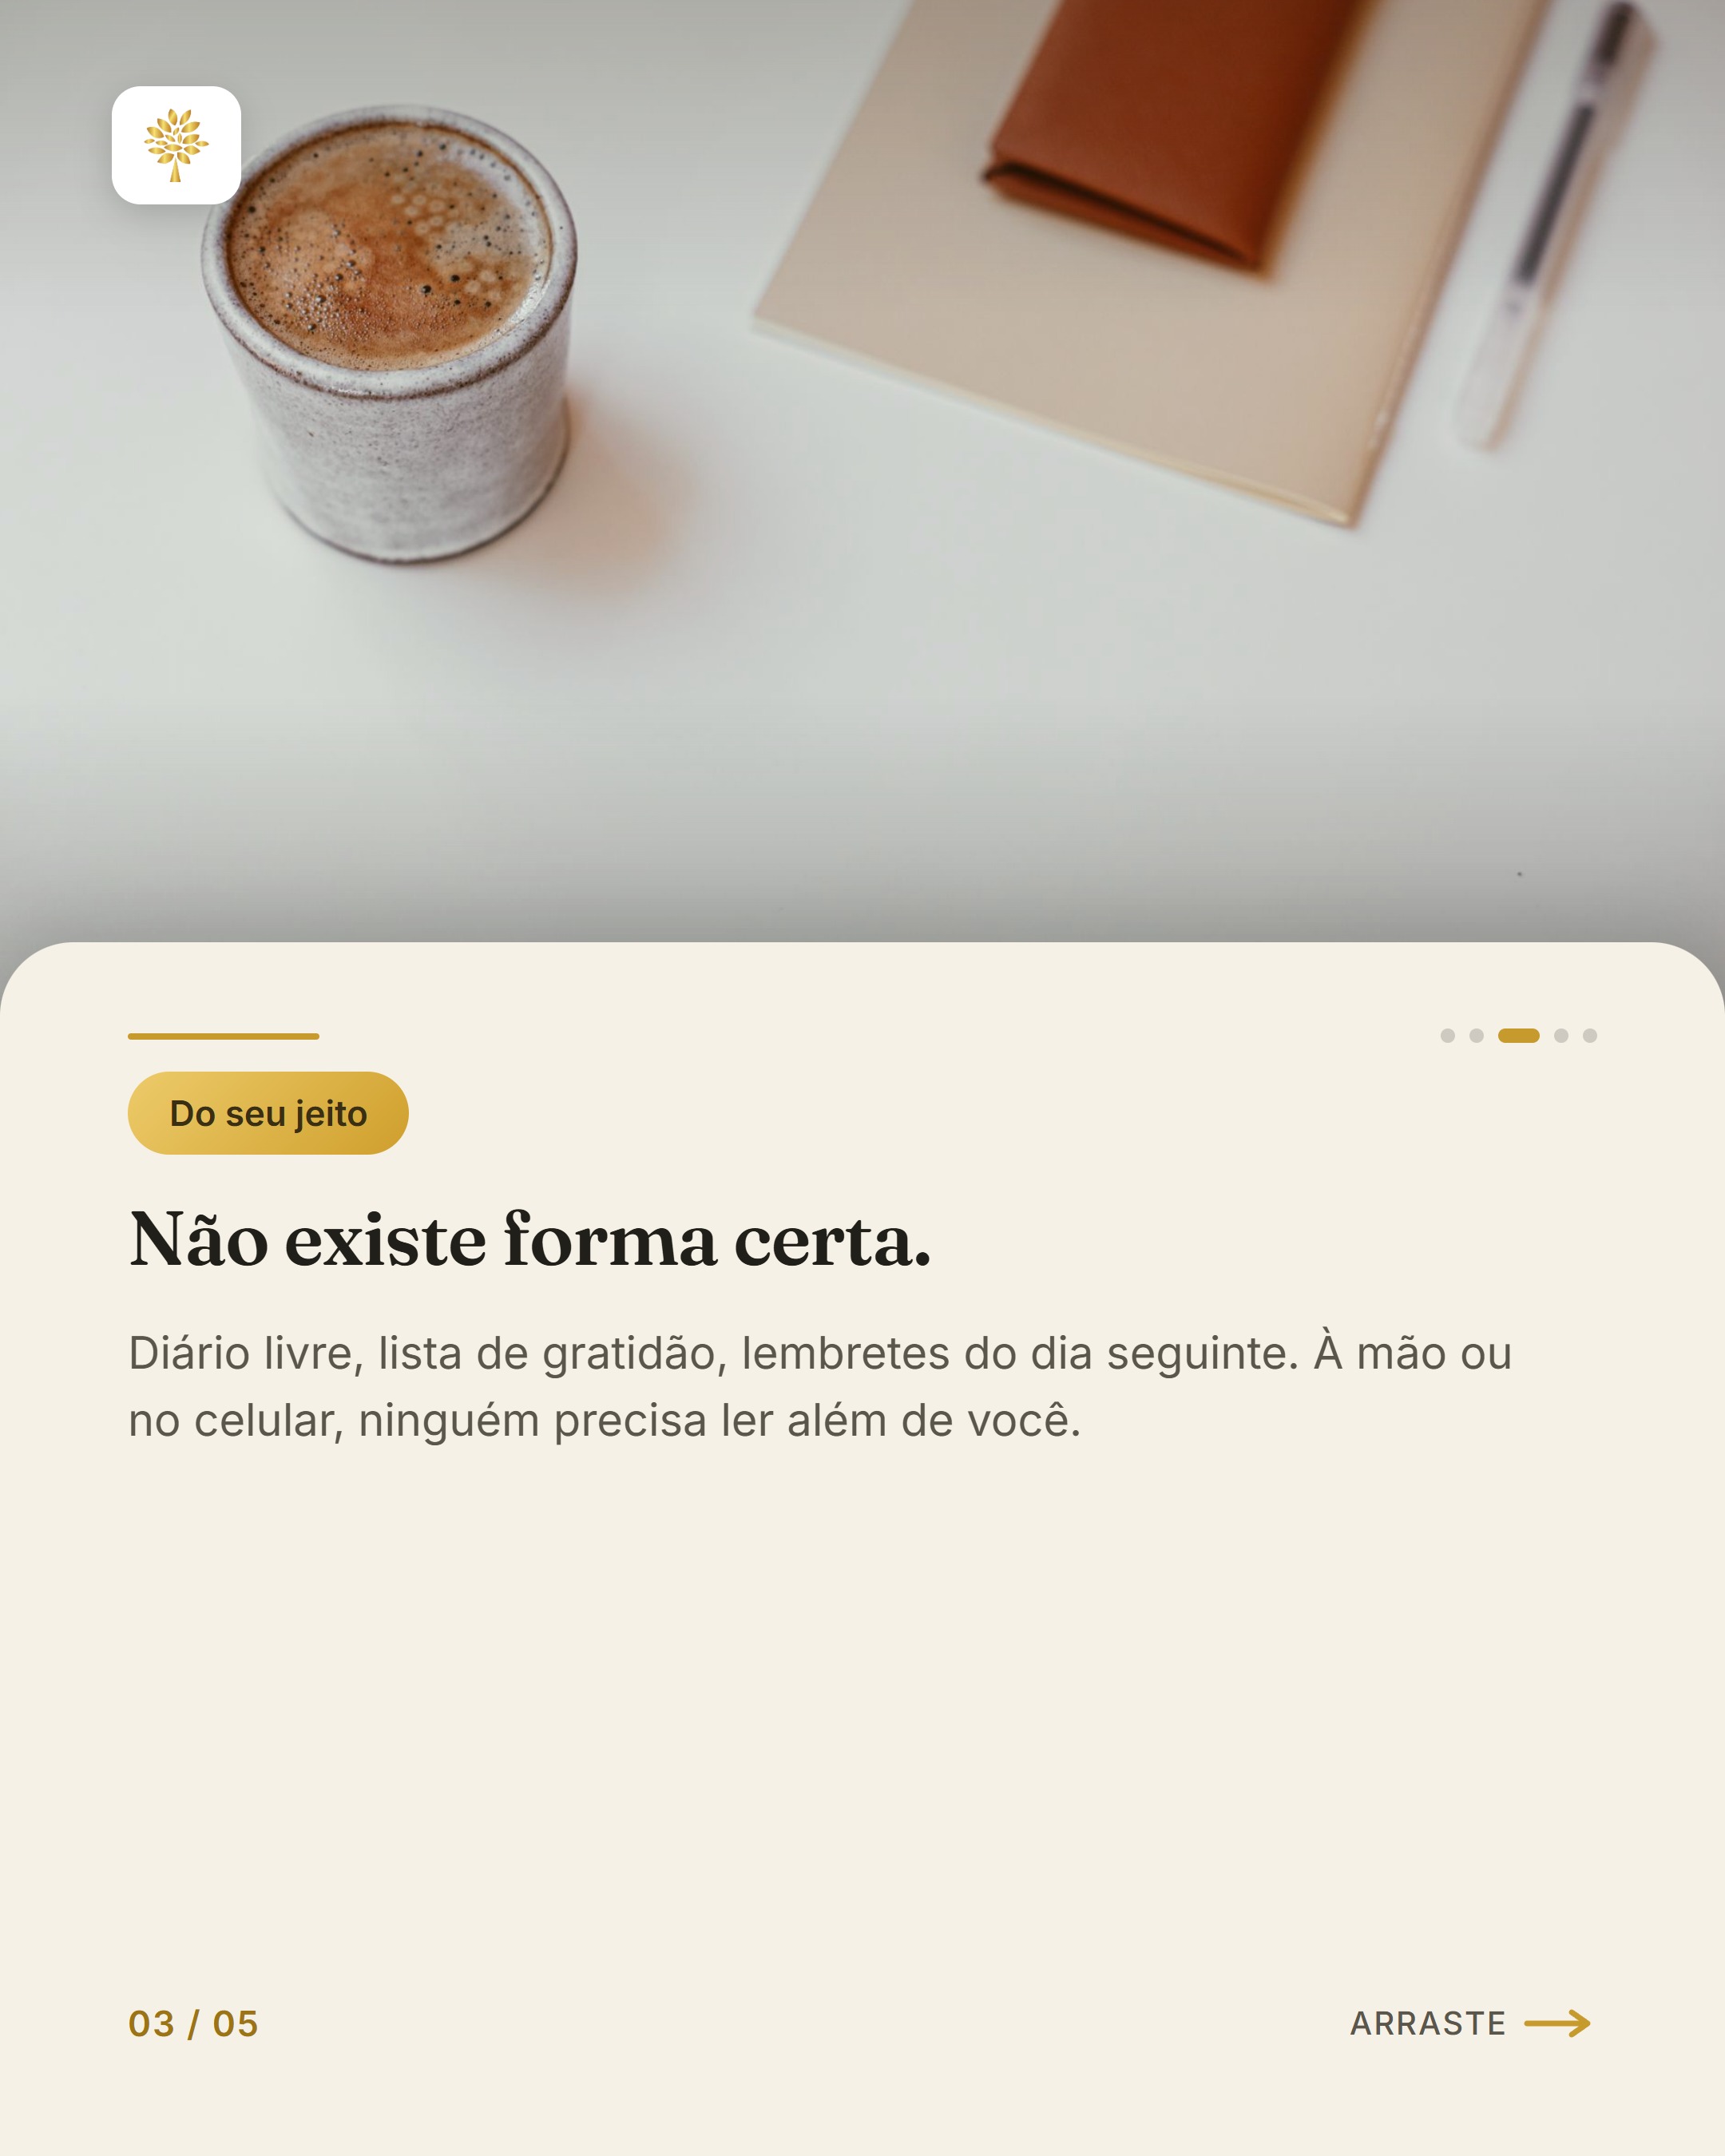 Do seu jeito
Não existe forma certa.
Diário livre, lista de gratidão, lembretes do dia seguinte. À mão ou
no celular, ninguém precisa ler além de você.
03 / 05
ARRASTE